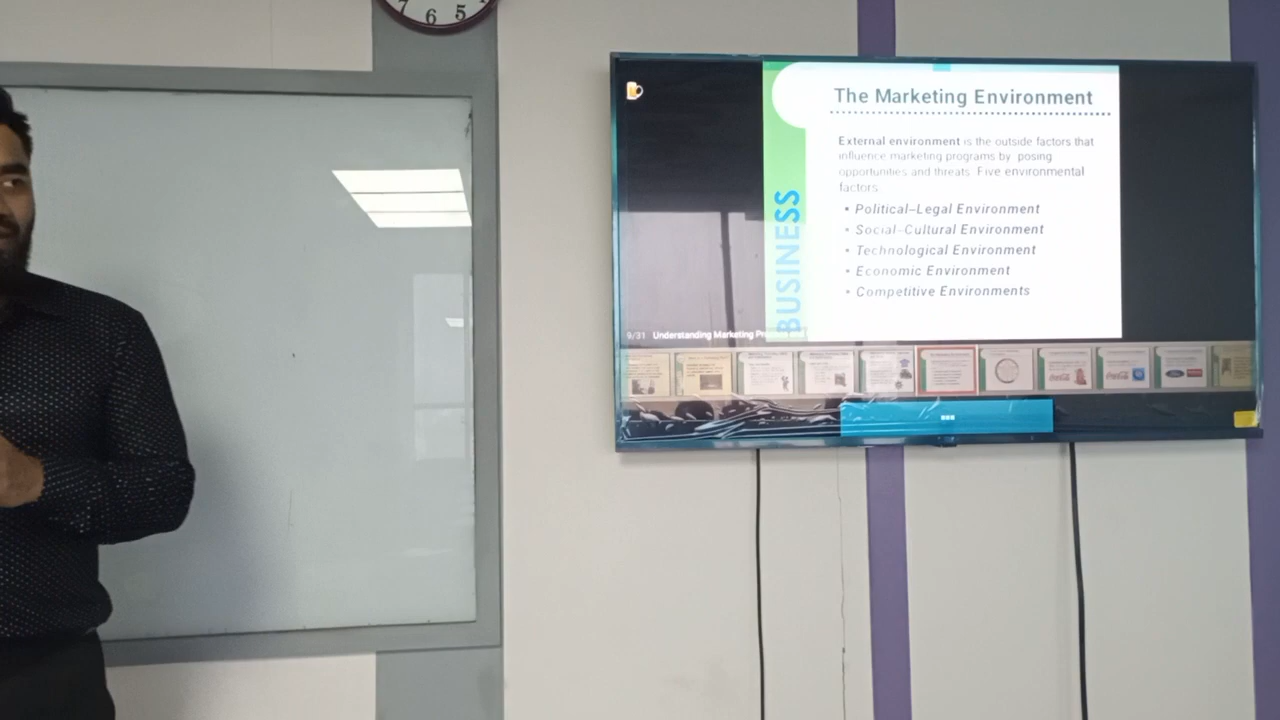 7 6 5
The Marketing Environment
External environment is the outside factors that
influence marketing programs by posing
opportunities and threats. Five environmental
factors
• Political–Legal Environment
• Social–Cultural Environment
• Technological Environment
• Economic Environment
• Competitive Environments
BUSINESS
9/31 Understanding Marketing